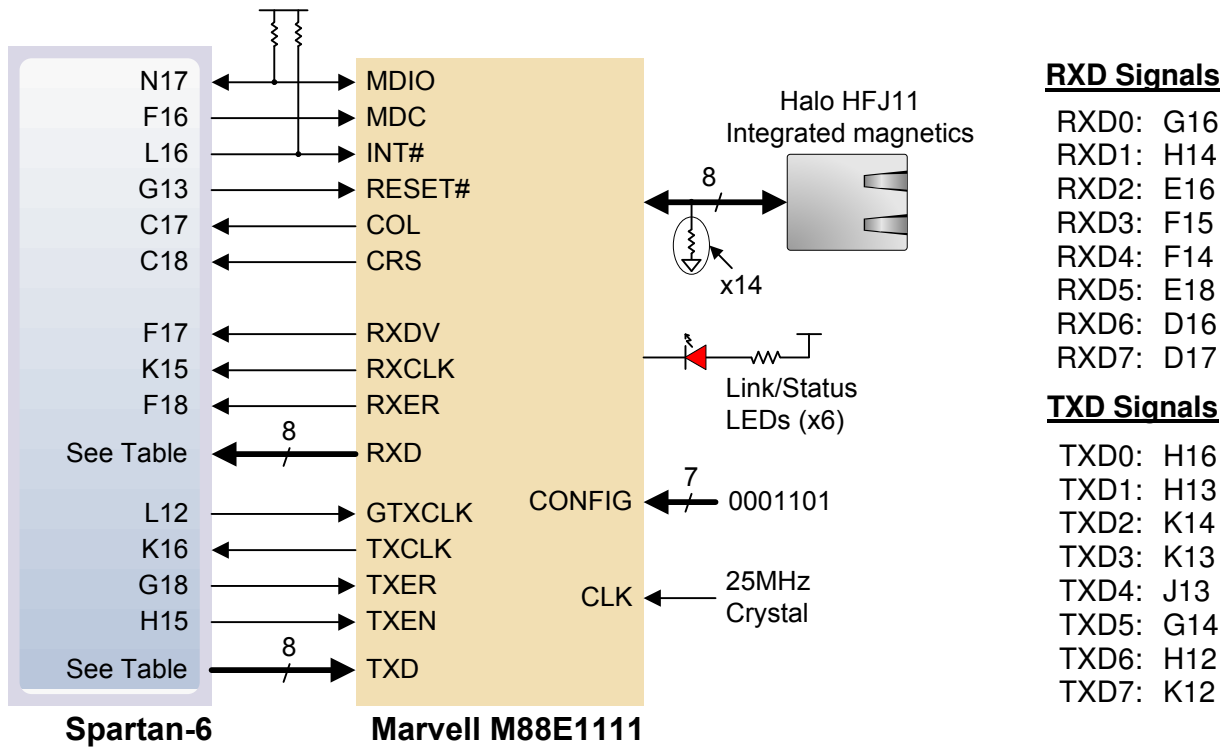 N17 MDIO
F16 MDC
L16 INT#
G13 RESET#
C17 COL
C18 CRS
F17 RXDV
K15 RXCLK
F18 RXER
See Table 8 RXD
L12 GTXCLK
K16 TXCLK
G18 TXER
H15 TXEN
See Table 8 TXD
Spartan-6
Marvell M88E1111
Halo HFJ11
Integrated magnetics
8
x14
Link/Status
LEDs (x6)
CONFIG 7 0001101
CLK 25MHz
Crystal
RXD Signals
RXD0: G16
RXD1: H14
RXD2: E16
RXD3: F15
RXD4: F14
RXD5: E18
RXD6: D16
RXD7: D17
TXD Signals
TXD0: H16
TXD1: H13
TXD2: K14
TXD3: K13
TXD4: J13
TXD5: G14
TXD6: H12
TXD7: K12